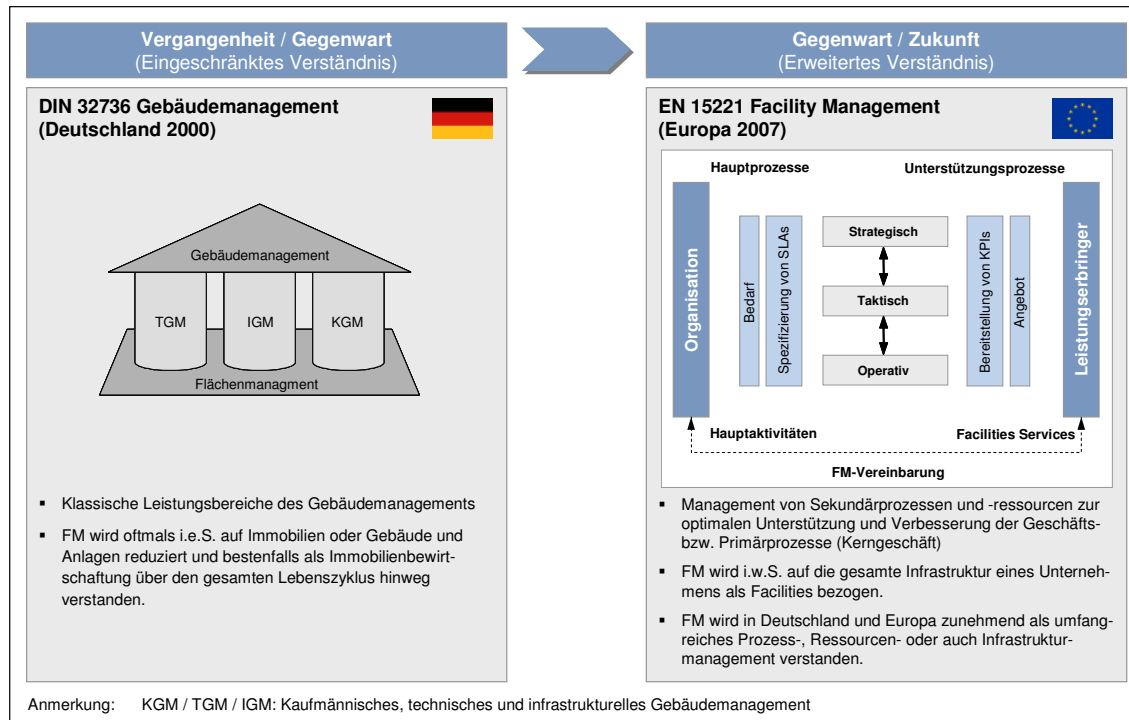 Vergangenheit / Gegenwart
(Eingeschränktes Verständnis)
Gegenwart / Zukunft
(Erweitertes Verständnis)
DIN 32736 Gebäudemanagement
(Deutschland 2000)
Gebäudemanagement
TGM
IGM
KGM
Flächenmanagment
▪ Klassische Leistungsbereiche des Gebäudemanagements
▪ FM wird oftmals i.e.S. auf Immobilien oder Gebäude und
Anlagen reduziert und bestenfalls als Immobilienbewirt-
schaftung über den gesamten Lebenszyklus hinweg
verstanden.
EN 15221 Facility Management
(Europa 2007)
Hauptprozesse
Unterstützungsprozesse
Organisation
Bedarf
Spezifizierung von SLAs
Strategisch
Taktisch
Operativ
Bereitstellung von KPIs
Angebot
Leistungserbringer
Hauptaktivitäten
Facilities Services
FM-Vereinbarung
▪ Management von Sekundärprozessen und -ressourcen zur
optimalen Unterstützung und Verbesserung der Geschäfts-
bzw. Primärprozesse (Kerngeschäft)
▪ FM wird i.w.S. auf die gesamte Infrastruktur eines Unterneh-
mens als Facilities bezogen.
▪ FM wird in Deutschland und Europa zunehmend als umfang-
reiches Prozess-, Ressourcen- oder auch Infrastruktur-
management verstanden.
Anmerkung: KGM / TGM / IGM: Kaufmännisches, technisches und infrastrukturelles Gebäudemanagement